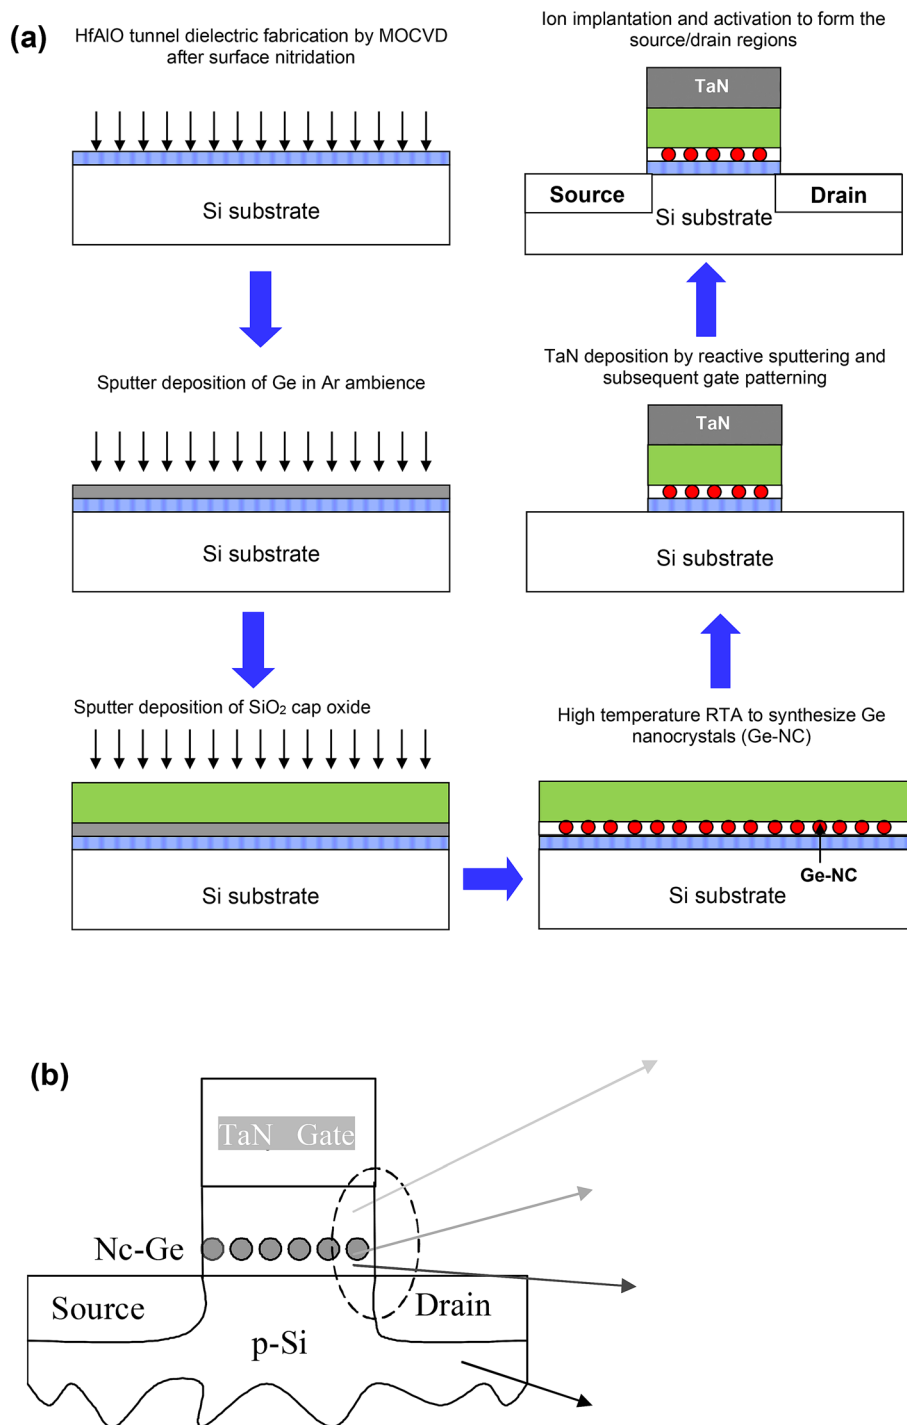 (a)
HfAlO tunnel dielectric fabrication by MOCVD
after surface nitridation
Si substrate
Sputter deposition of Ge in Ar ambience
Si substrate
Sputter deposition of SiO₂ cap oxide
Si substrate
High temperature RTA to synthesize Ge
nanocrystals (Ge-NC)
Ge-NC
Si substrate
TaN deposition by reactive sputtering and
subsequent gate patterning
TaN
Si substrate
Ion implantation and activation to form the
source/drain regions
TaN
Source
Drain
Si substrate
(b)
TaN Gate
Nc-Ge
Source
Drain
p-Si